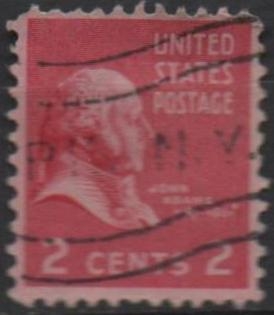 UNITED
STATES
POSTAGE
N.Y.
JOHN
ADAMS
2 CENTS 2